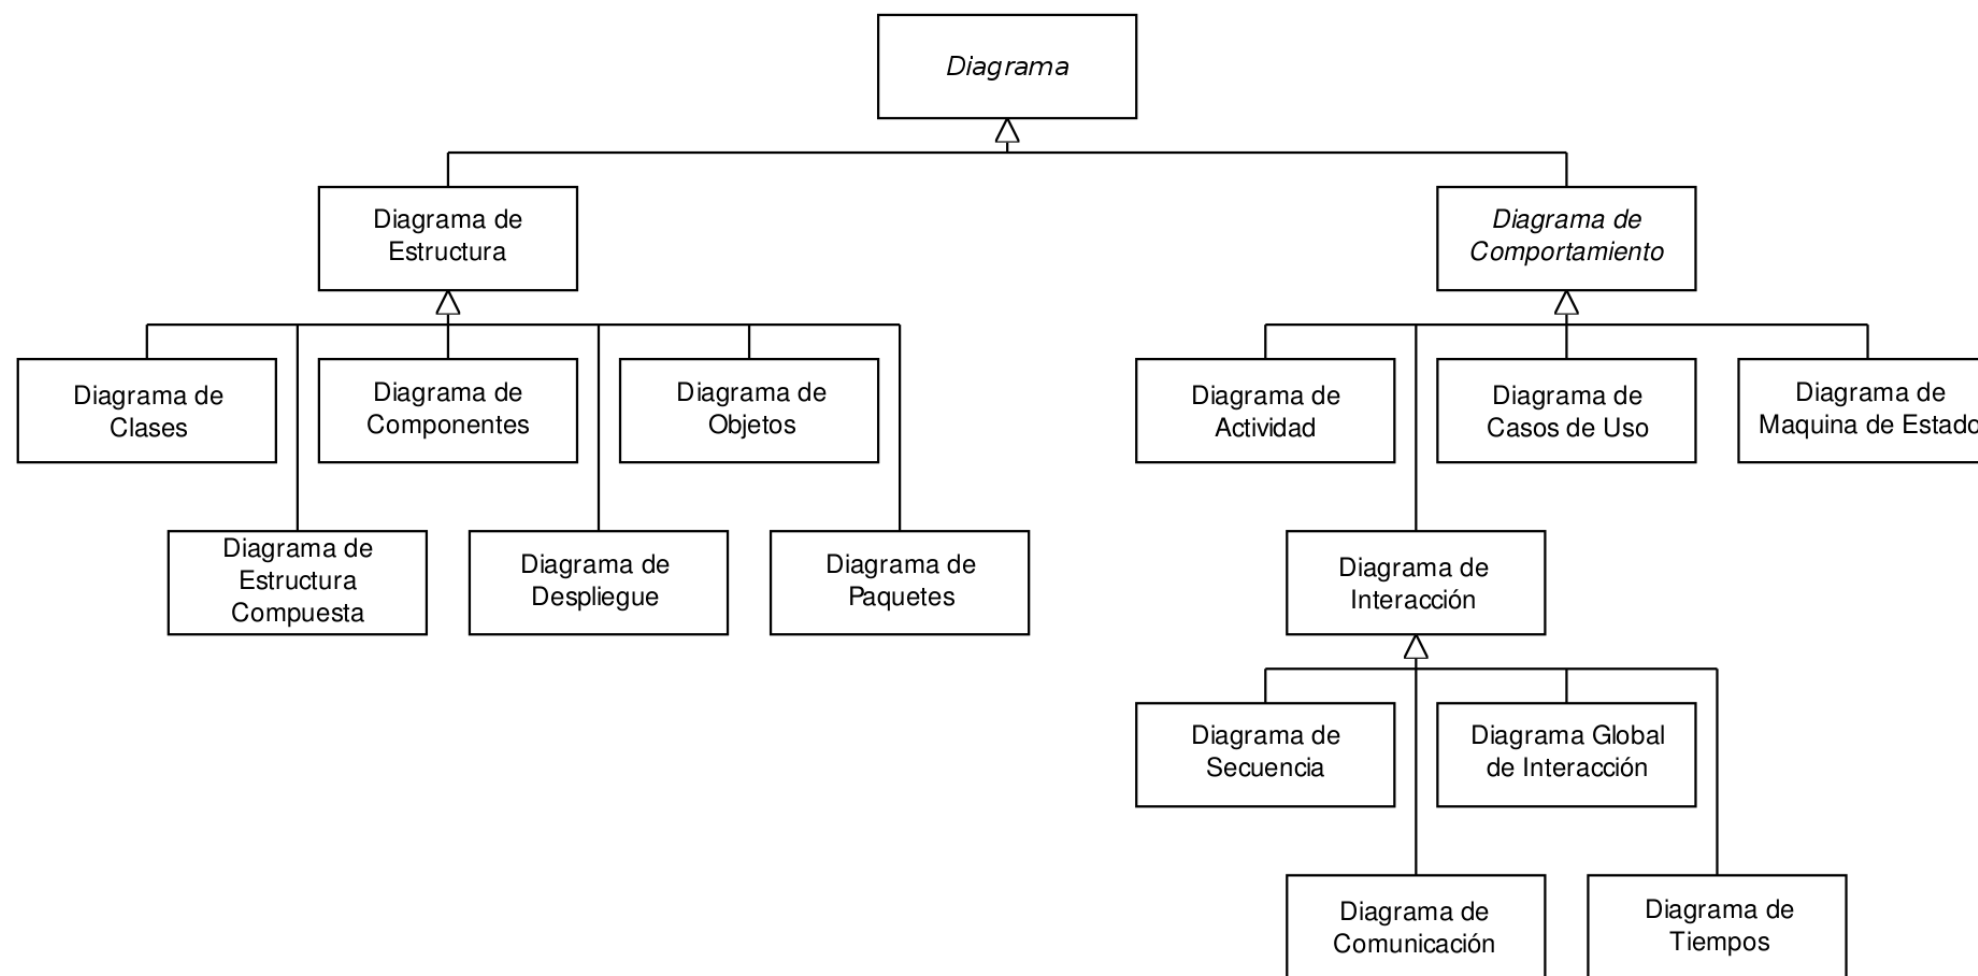 Diagrama
Diagrama de
Estructura
Diagrama de
Comportamiento
Diagrama de
Clases
Diagrama de
Componentes
Diagrama de
Objetos
Diagrama de
Actividad
Diagrama de
Casos de Uso
Diagrama de
Maquina de Estado
Diagrama de
Estructura
Compuesta
Diagrama de
Despliegue
Diagrama de
Paquetes
Diagrama de
Interacción
Diagrama de
Secuencia
Diagrama Global
de Interacción
Diagrama de
Comunicación
Diagrama de
Tiempos